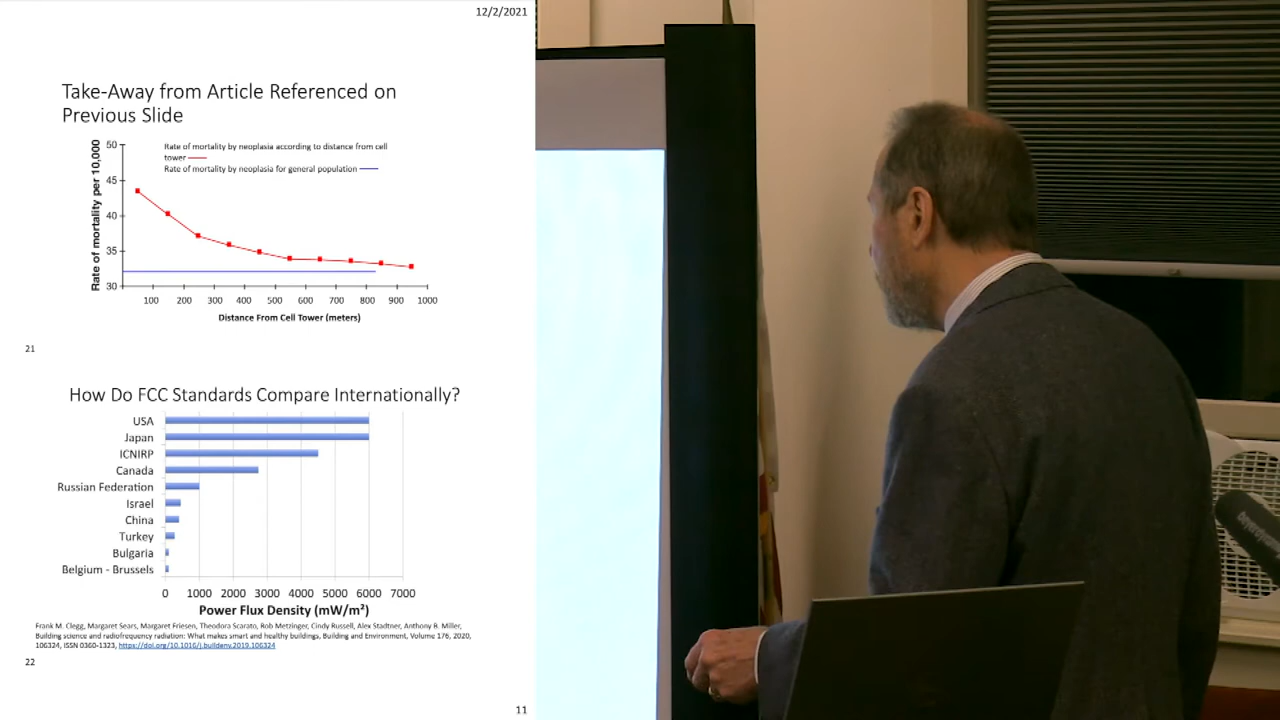 12/2/2021
Take-Away from Article Referenced on
Previous Slide
Rate of mortality per 10,000
50
45
40
35
30
Rate of mortality by neoplasia according to distance from cell
tower
Rate of mortality by neoplasia for general population
100 200 300 400 500 600 700 800 900 1000
Distance From Cell Tower (meters)
21
How Do FCC Standards Compare Internationally?
USA
Japan
ICNIRP
Canada
Russian Federation
Israel
China
Turkey
Bulgaria
Belgium - Brussels
0 1000 2000 3000 4000 5000 6000 7000
Power Flux Density (mW/m²)
Frank M. Clegg, Margaret Sears, Margaret Friesen, Theodora Scarato, Rob Metzinger, Cindy Russell, Alex Stadtner, Anthony B. Miller,
Building science and radiofrequency radiation: What makes smart and healthy buildings, Building and Environment, Volume 176, 2020,
106324, ISSN 0360-1323, https://doi.org/10.1016/j.buildenv.2019.106324
22
11